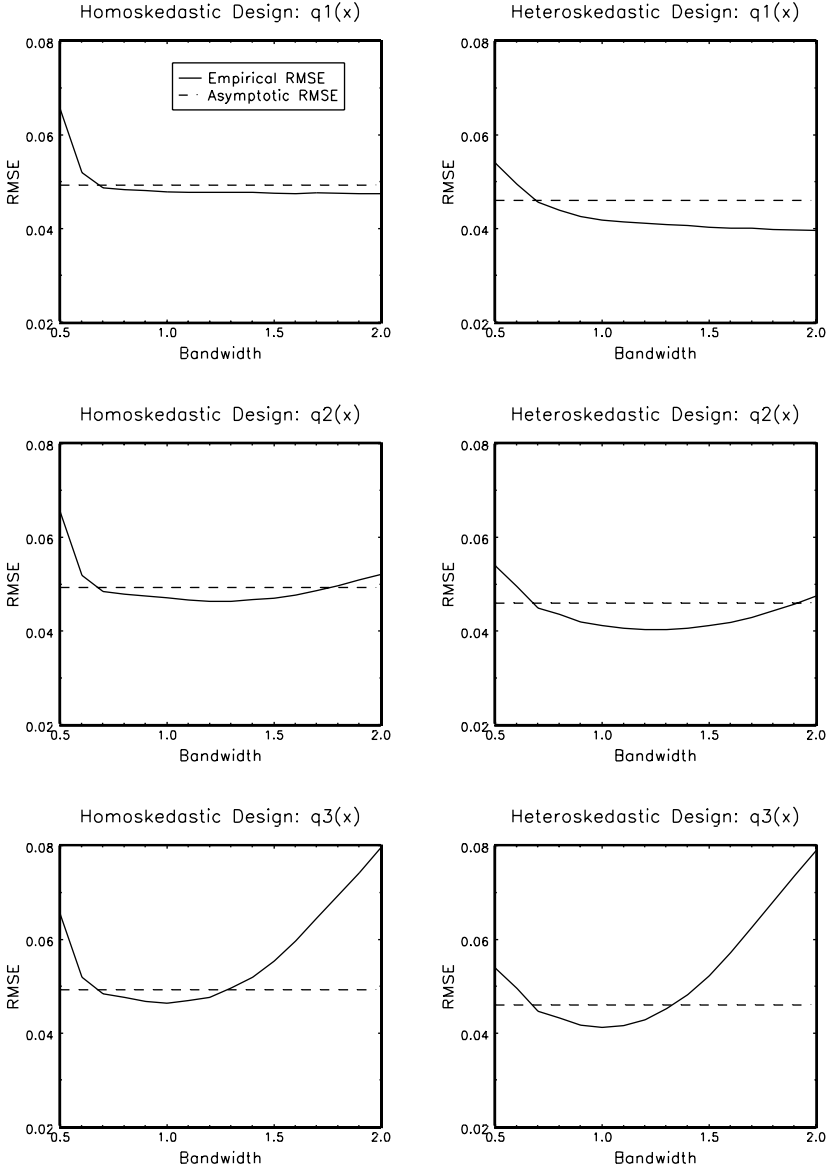 Homoskedastic Design: q1(x)
0.08
0.06
0.04
0.02
RMSE
Empirical RMSE
Asymptotic RMSE
0.5 1.0 1.5 2.0
Bandwidth
Heteroskedastic Design: q1(x)
0.08
0.06
0.04
0.02
RMSE
0.5 1.0 1.5 2.0
Bandwidth
Homoskedastic Design: q2(x)
0.08
0.06
0.04
0.02
RMSE
0.5 1.0 1.5 2.0
Bandwidth
Heteroskedastic Design: q2(x)
0.08
0.06
0.04
0.02
RMSE
0.5 1.0 1.5 2.0
Bandwidth
Homoskedastic Design: q3(x)
0.08
0.06
0.04
0.02
RMSE
0.5 1.0 1.5 2.0
Bandwidth
Heteroskedastic Design: q3(x)
0.08
0.06
0.04
0.02
RMSE
0.5 1.0 1.5 2.0
Bandwidth